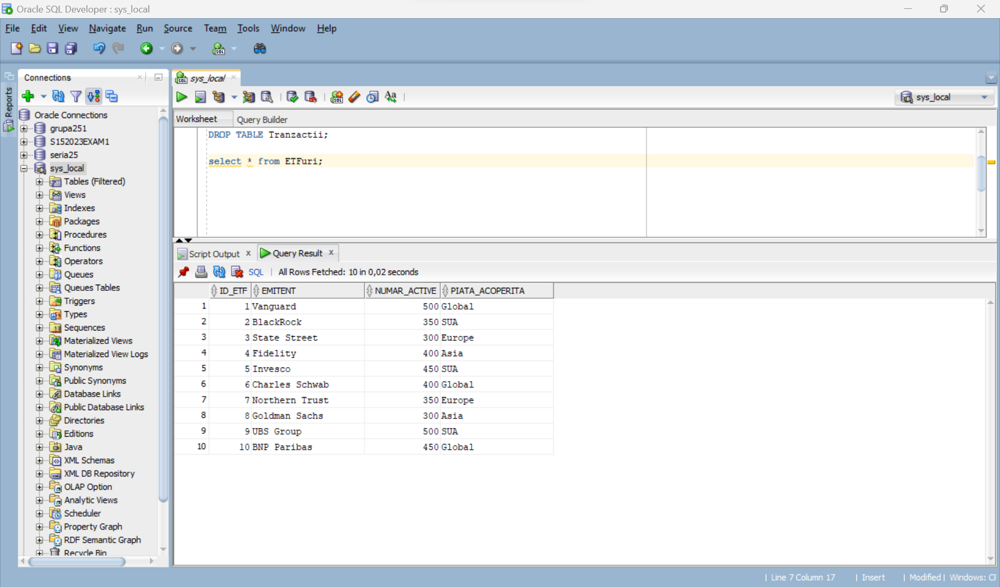 Oracle SQL Developer : sys_local
File Edit View Navigate Run Source Team Tools Window Help
Reports
Connections
Oracle Connections
grupa251
S152023EXAM1
seria25
sys_local
Tables (Filtered)
Views
Indexes
Packages
Procedures
Functions
Operators
Queues
Queues Tables
Triggers
Types
Sequences
Materialized Views
Materialized View Logs
Synonyms
Public Synonyms
Database Links
Public Database Links
Directories
Editions
Java
XML Schemas
XML DB Repository
OLAP Option
Analytic Views
Scheduler
Property Graph
RDF Semantic Graph
Recycle Bin
sys_local
sys_local
Worksheet Query Builder
DROP TABLE Tranzactii;
select * from ETFuri;
Script Output x Query Result x
SQL | All Rows Fetched: 10 in 0,02 seconds
ID_ETF EMITENT NUMAR_ACTIVE PIATA_ACOPERITA
1 1 Vanguard 500 Global
2 2 BlackRock 350 SUA
3 3 State Street 300 Europe
4 4 Fidelity 400 Asia
5 5 Invesco 450 SUA
6 6 Charles Schwab 400 Global
7 7 Northern Trust 350 Europe
8 8 Goldman Sachs 300 Asia
9 9 UBS Group 500 SUA
10 10 BNP Paribas 450 Global
| Line 7 Column 17 | Insert | Modified | Windows: